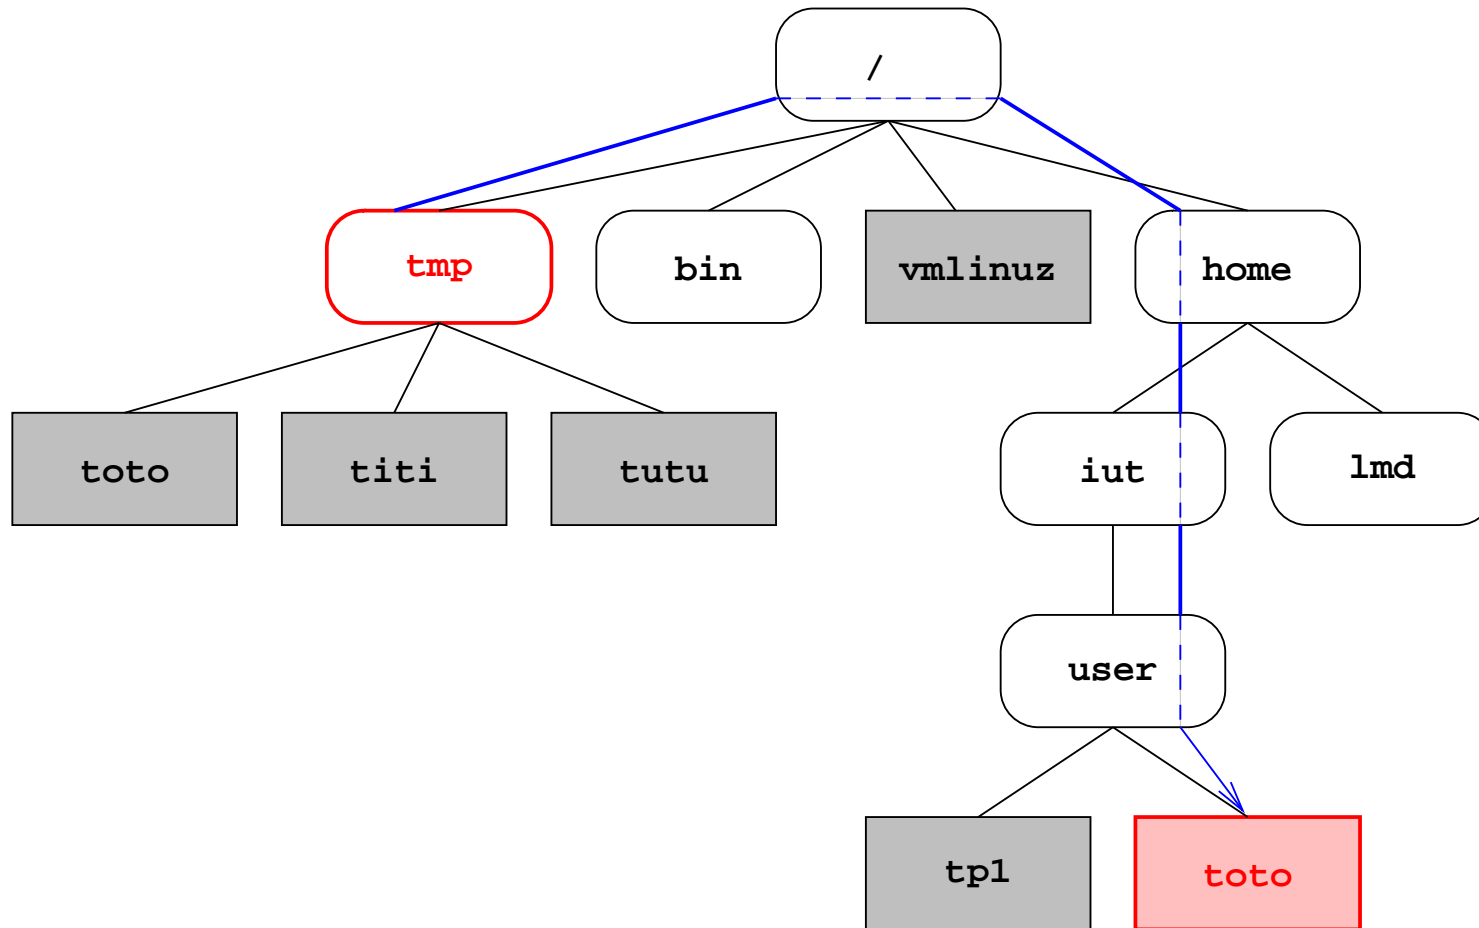 /
tmp
bin
vmlinuz
home
toto
titi
tutu
iut
lmd
user
tp1
toto